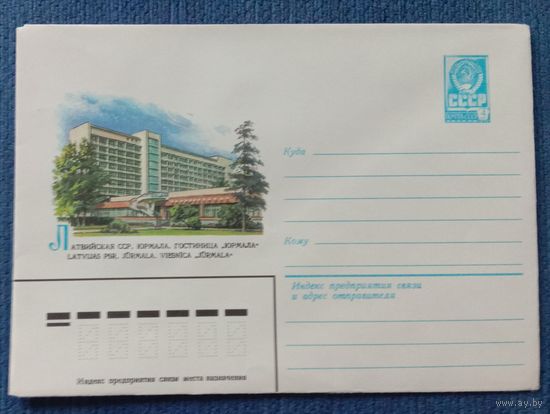 СССР
Куда
ЛАТВИЙСКАЯ ССР. ЮРМАЛА. ГОСТИНИЦА „ЮРМАЛА“
LATVIJAS PSR. JŪRMALA. VIESNĪCA „JŪRMALA“
Кому
Индекс предприятия связи
и адрес отправителя
Индекс предприятия связи места назначения
www.ay.by